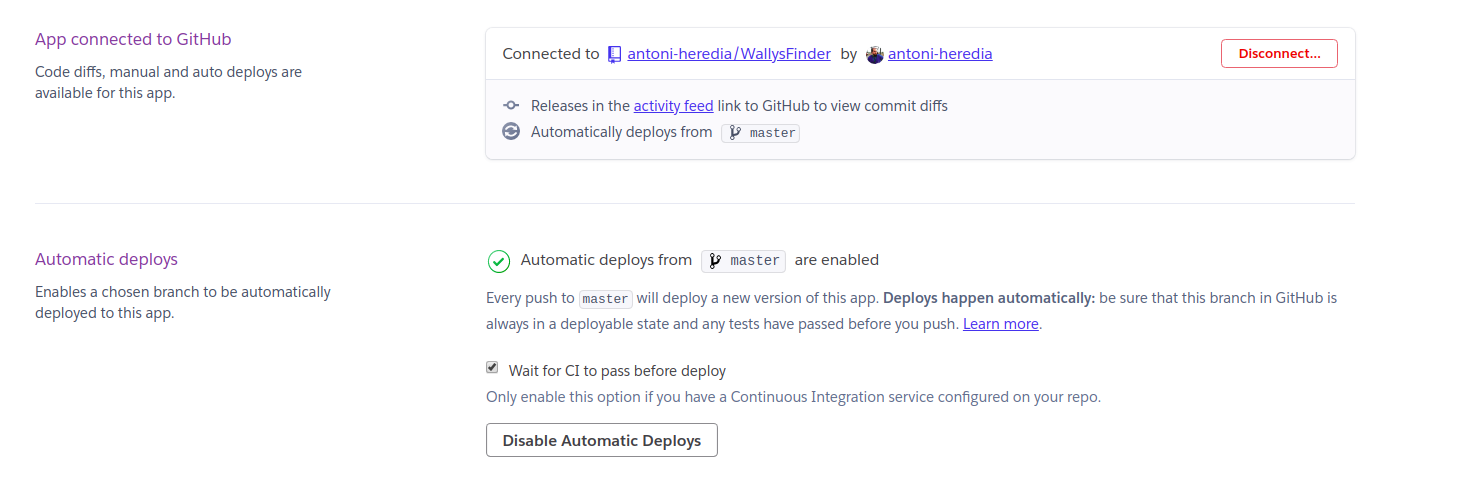 App connected to GitHub
Code diffs, manual and auto deploys are
available for this app.
Connected to antoni-heredia/WallysFinder by antoni-heredia
Disconnect...
Releases in the activity feed link to GitHub to view commit diffs
Automatically deploys from master
Automatic deploys
Enables a chosen branch to be automatically
deployed to this app.
Automatic deploys from master are enabled
Every push to master will deploy a new version of this app. Deploys happen automatically: be sure that this branch in GitHub is
always in a deployable state and any tests have passed before you push. Learn more.
Wait for CI to pass before deploy
Only enable this option if you have a Continuous Integration service configured on your repo.
Disable Automatic Deploys